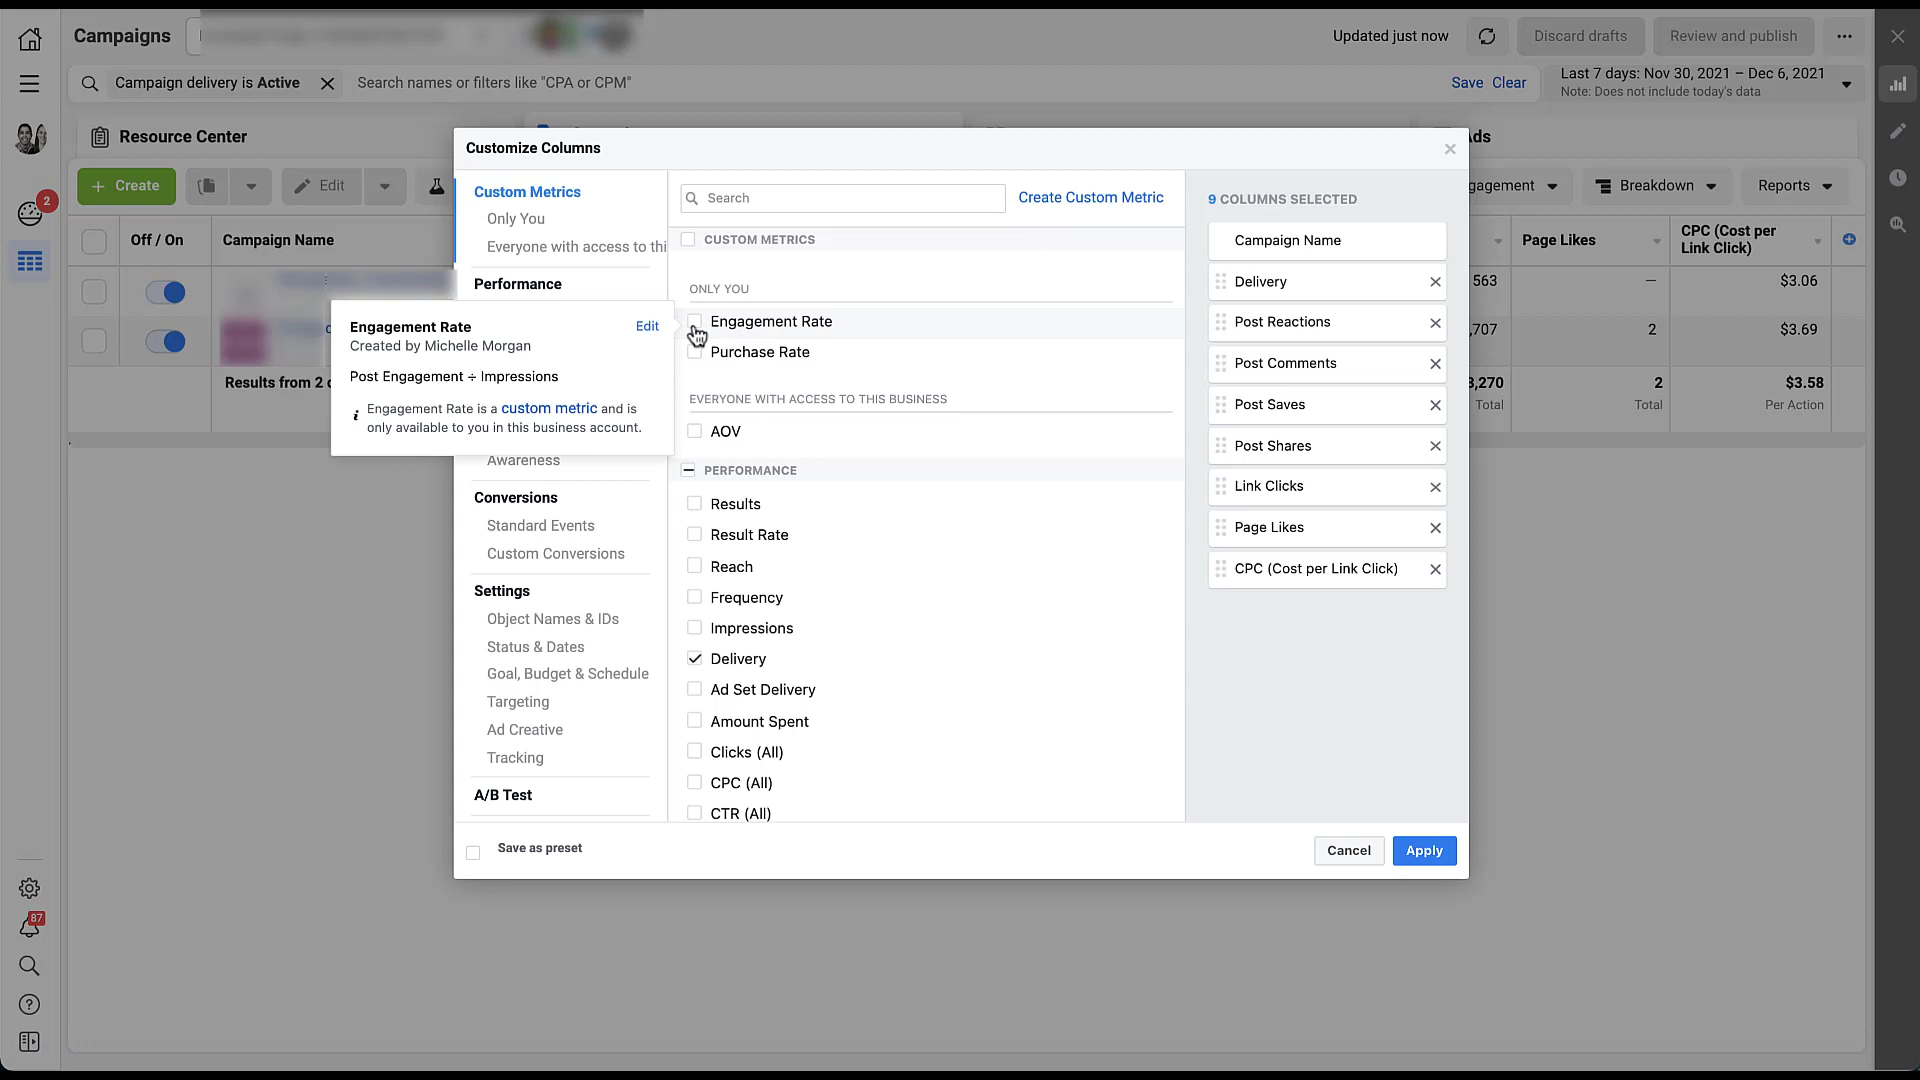 Campaigns
Updated just now
Discard drafts
Review and publish
Campaign delivery is Active
Search names or filters like "CPA or CPM"
Save Clear
Last 7 days: Nov 30, 2021 – Dec 6, 2021
Note: Does not include today's data
Resource Center
Ads
Create
Edit
gagement
Breakdown
Reports
2
Off / On
Campaign Name
Page Likes
CPC (Cost per
Link Click)
563
—
$3.06
,707
2
$3.69
Results from 2 c
3,270
2
$3.58
Total
Total
Per Action
Customize Columns
Custom Metrics
Only You
Everyone with access to thi
Performance
Awareness
Conversions
Standard Events
Custom Conversions
Settings
Object Names & IDs
Status & Dates
Goal, Budget & Schedule
Targeting
Ad Creative
Tracking
A/B Test
Engagement Rate
Edit
Created by Michelle Morgan
Post Engagement ÷ Impressions
Engagement Rate is a custom metric and is
only available to you in this business account.
Search
Create Custom Metric
CUSTOM METRICS
ONLY YOU
Engagement Rate
Purchase Rate
EVERYONE WITH ACCESS TO THIS BUSINESS
AOV
PERFORMANCE
Results
Result Rate
Reach
Frequency
Impressions
Delivery
Ad Set Delivery
Amount Spent
Clicks (All)
CPC (All)
CTR (All)
9 COLUMNS SELECTED
Campaign Name
Delivery
Post Reactions
Post Comments
Post Saves
Post Shares
Link Clicks
Page Likes
CPC (Cost per Link Click)
Save as preset
Cancel
Apply
87